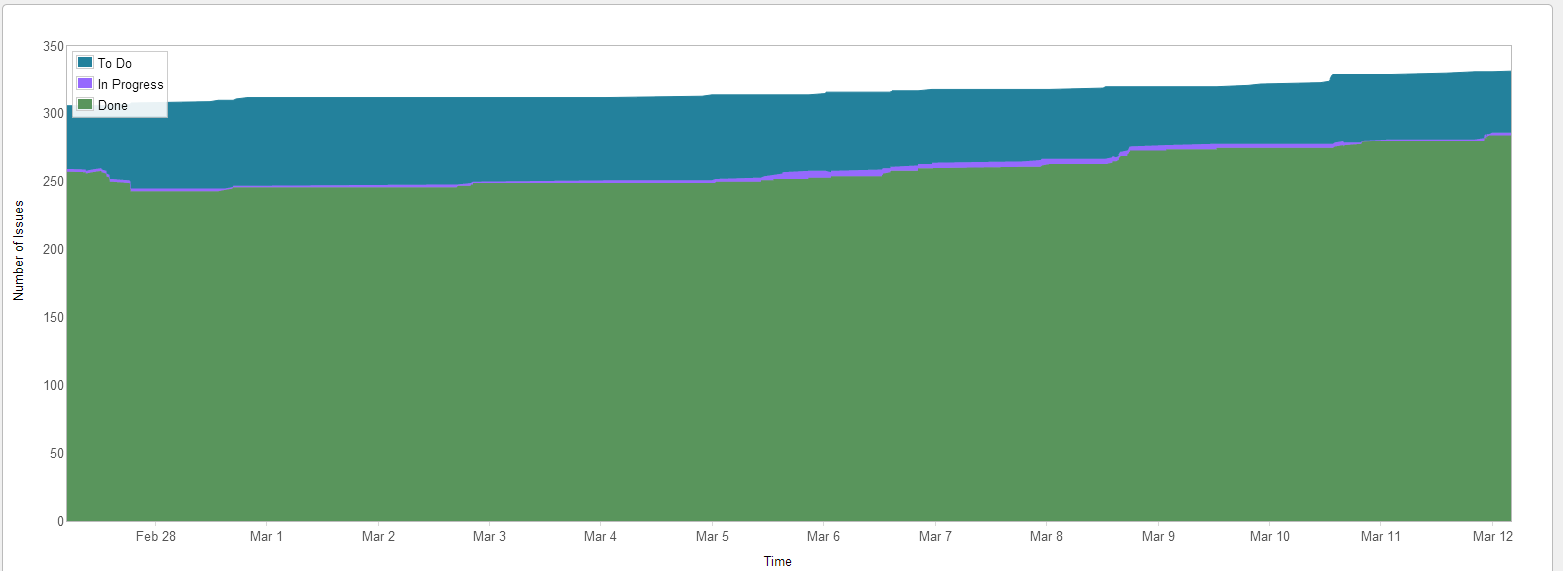 350
To Do
In Progress
Done
300
250
200
150
100
50
0
Number of Issues
Feb 28 Mar 1 Mar 2 Mar 3 Mar 4 Mar 5 Mar 6 Mar 7 Mar 8 Mar 9 Mar 10 Mar 11 Mar 12
Time